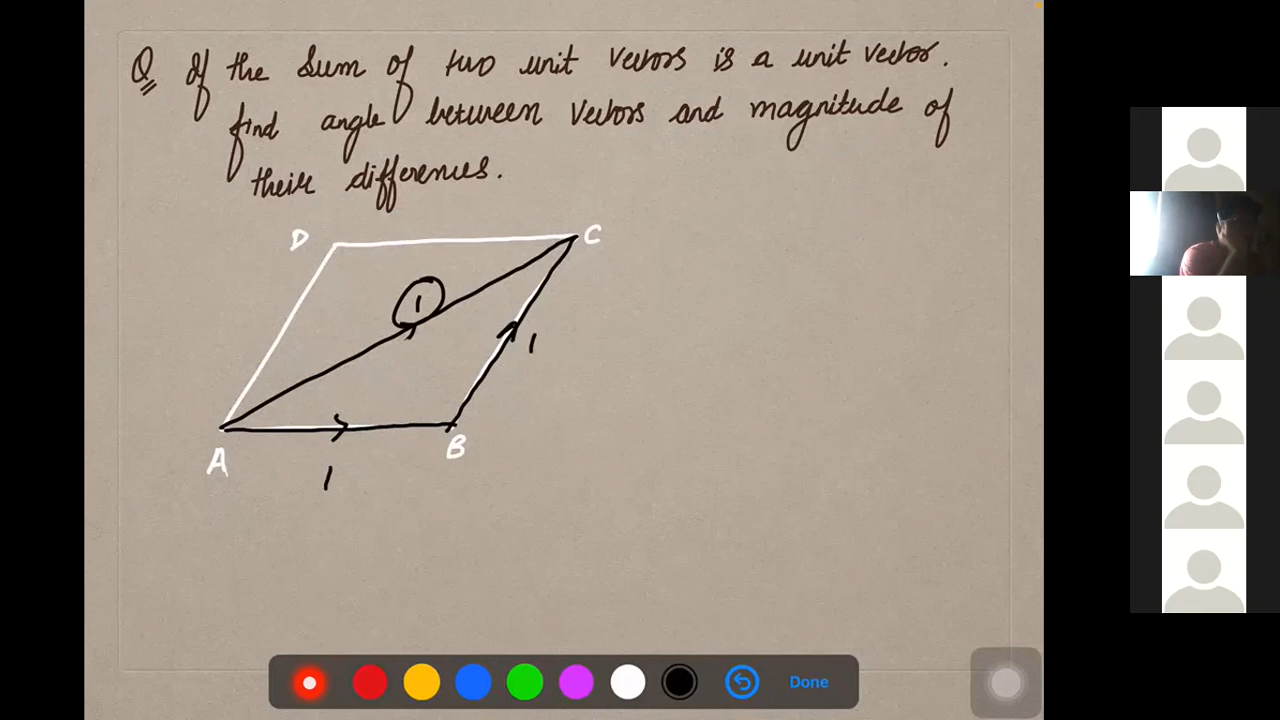 Q If the sum of two unit vectors is a unit vector.
find angle between vectors and magnitude of
their differences.
D
C
1
1
A
B
1
Done